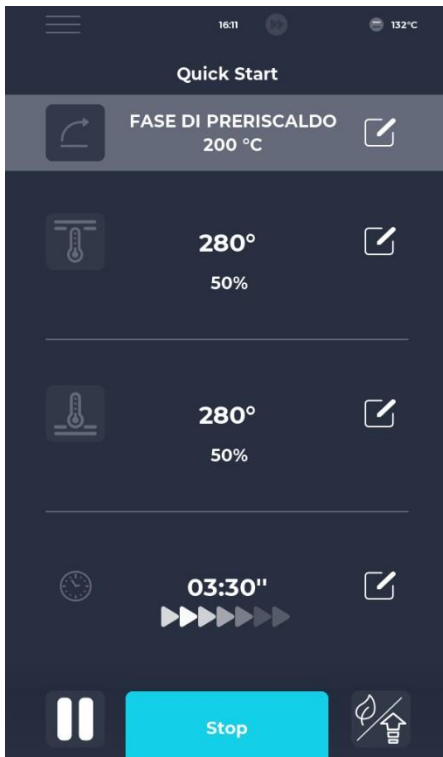 16:11
132°C
Quick Start
FASE DI PRERISCALDO
200 °C
280°
50%
280°
50%
03:30''
Stop